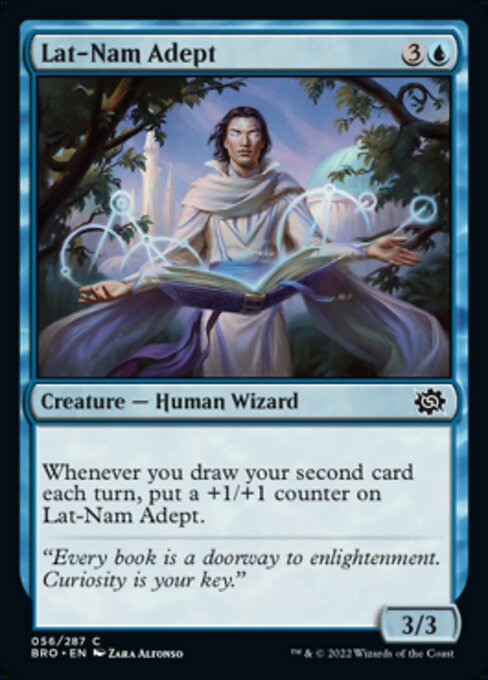 Lat-Nam Adept 3
Creature — Human Wizard
Whenever you draw your second card
each turn, put a +1/+1 counter on
Lat-Nam Adept.
“Every book is a doorway to enlightenment.
Curiosity is your key.”
3/3
056/287 C
BRO • EN Zara Alfonso
™ & © 2022 Wizards of the Coast